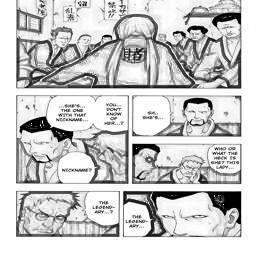 SH..
SHE'S...
WHO OR
WHAT THE
HECK IS
SHE? THIS
LADY...
YOU...
DON'T
KNOW
OF
HER...?
...SHE'S...
THE ONE
WITH THAT
NICKNAME...
NICKNAME?
THE
LEGEND-
ARY...
THE
LEGEND-
ARY...?